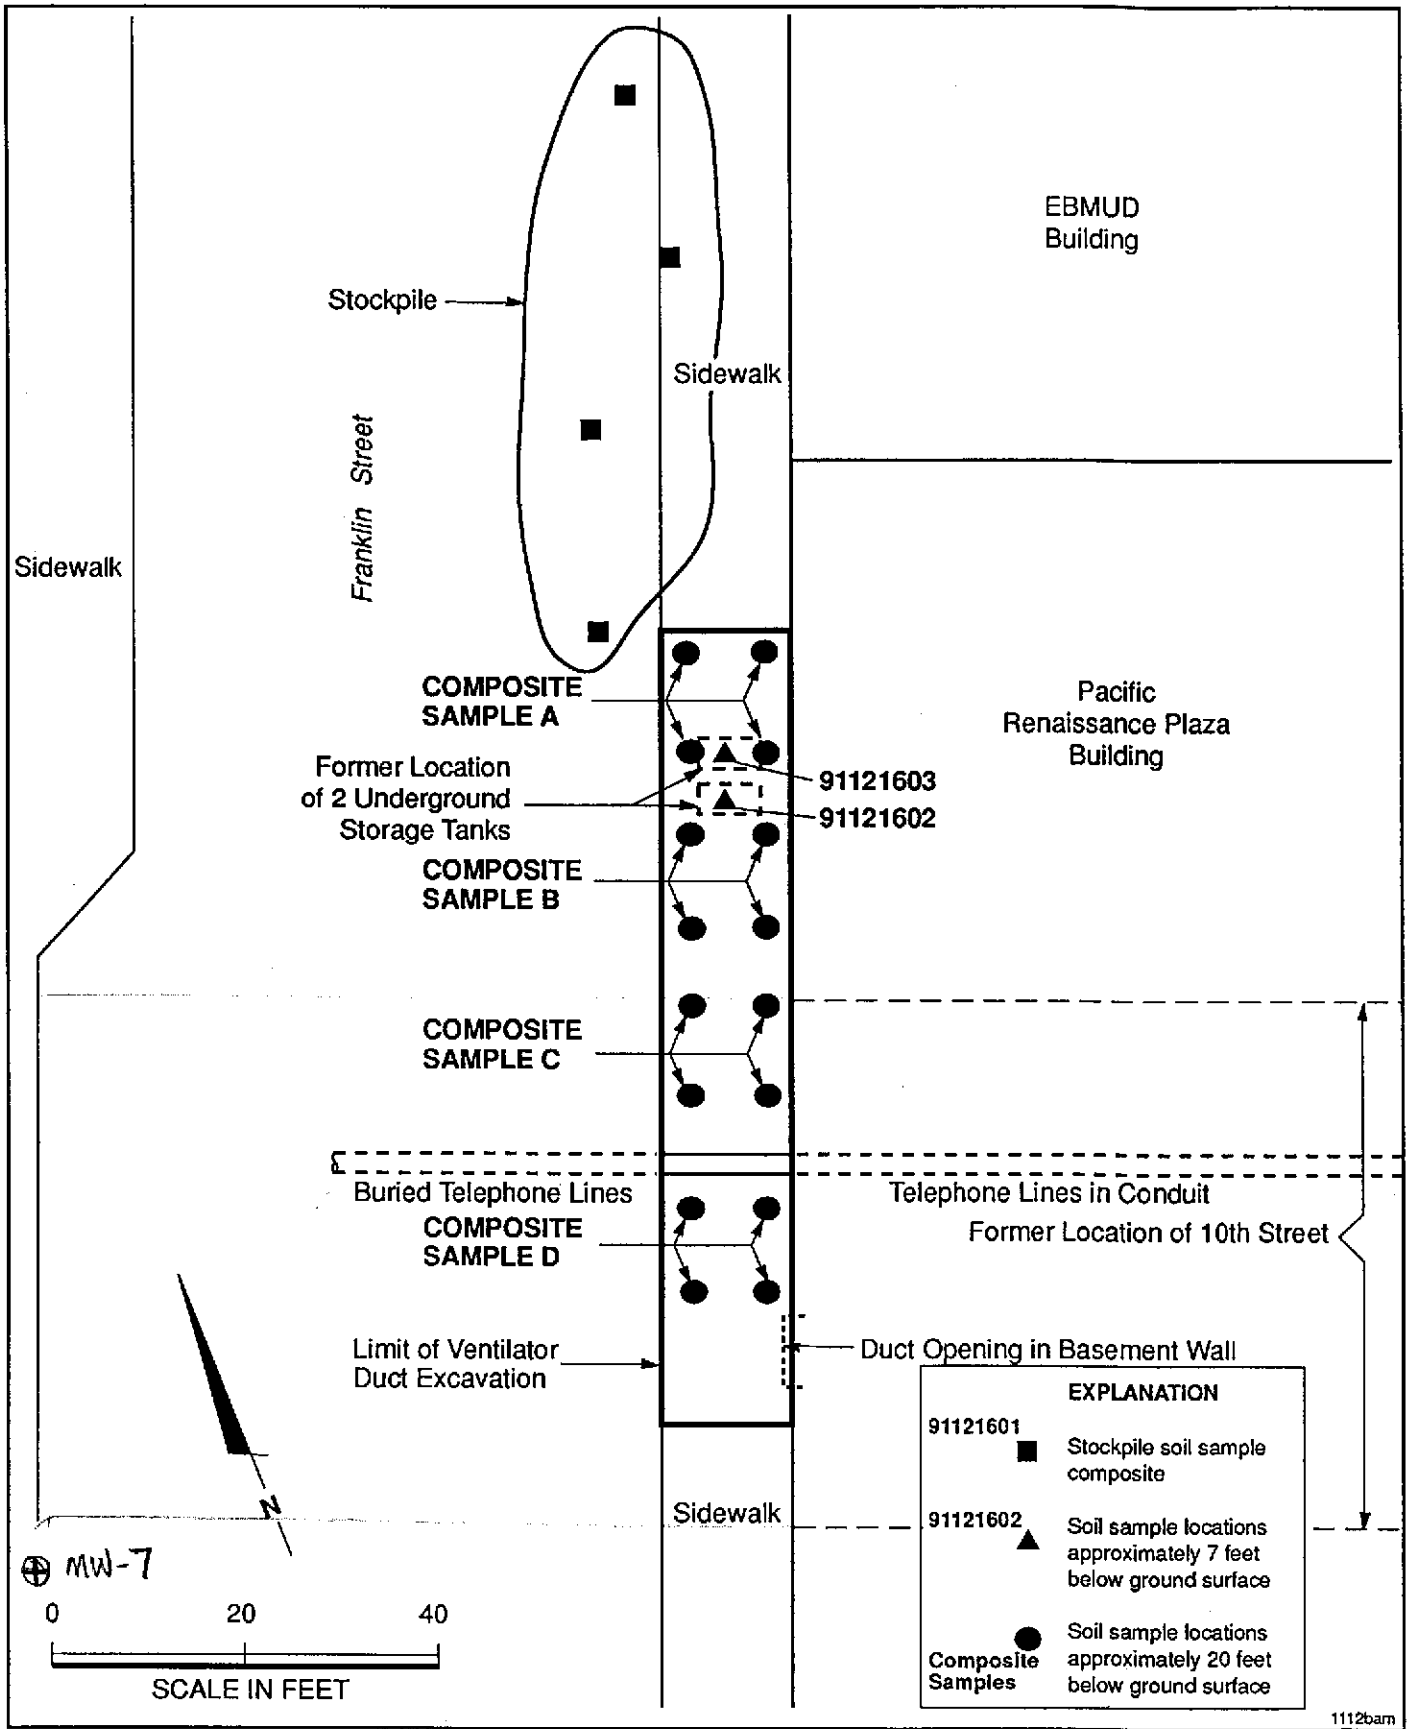 EBMUD
Building
Stockpile
Sidewalk
Franklin Street
Sidewalk
COMPOSITE
SAMPLE A
Pacific
Renaissance Plaza
Building
Former Location
of 2 Underground
Storage Tanks
91121603
91121602
COMPOSITE
SAMPLE B
COMPOSITE
SAMPLE C
Buried Telephone Lines
Telephone Lines in Conduit
COMPOSITE
SAMPLE D
Former Location of 10th Street
Limit of Ventilator
Duct Excavation
Duct Opening in Basement Wall
N
Sidewalk
MW-7
0 20 40
SCALE IN FEET
EXPLANATION
91121601
Stockpile soil sample
composite
91121602
Soil sample locations
approximately 7 feet
below ground surface
Composite
Samples
Soil sample locations
approximately 20 feet
below ground surface
1112bam